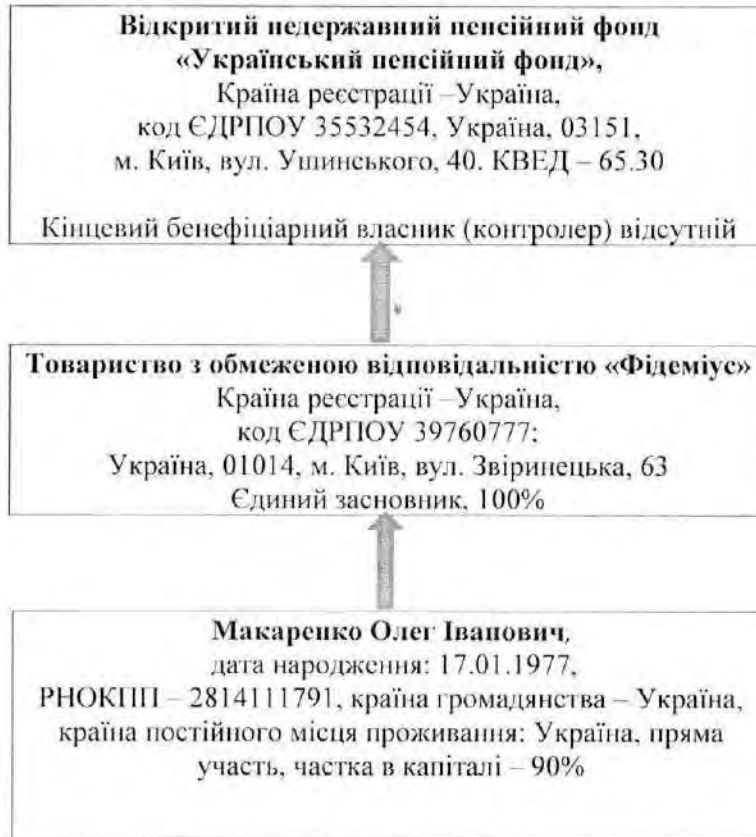 Відкритий недержавний пенсійний фонд
«Український пенсійний фонд»,
Країна реєстрації –Україна,
код ЄДРПОУ 35532454, Україна, 03151,
м. Київ, вул. Ушинського, 40. КВЕД – 65.30
Кінцевий бенефіціарний власник (контролер) відсутній
Товариство з обмеженою відповідальністю «Фідеміус»
Країна реєстрації –Україна,
код ЄДРПОУ 39760777;
Україна, 01014, м. Київ, вул. Звіринецька, 63
Єдиний засновник, 100%
Макаренко Олег Іванович,
дата народження: 17.01.1977,
РНОКПП – 2814111791, країна громадянства – Україна,
країна постійного місця проживання: Україна, пряма
участь, частка в капіталі – 90%